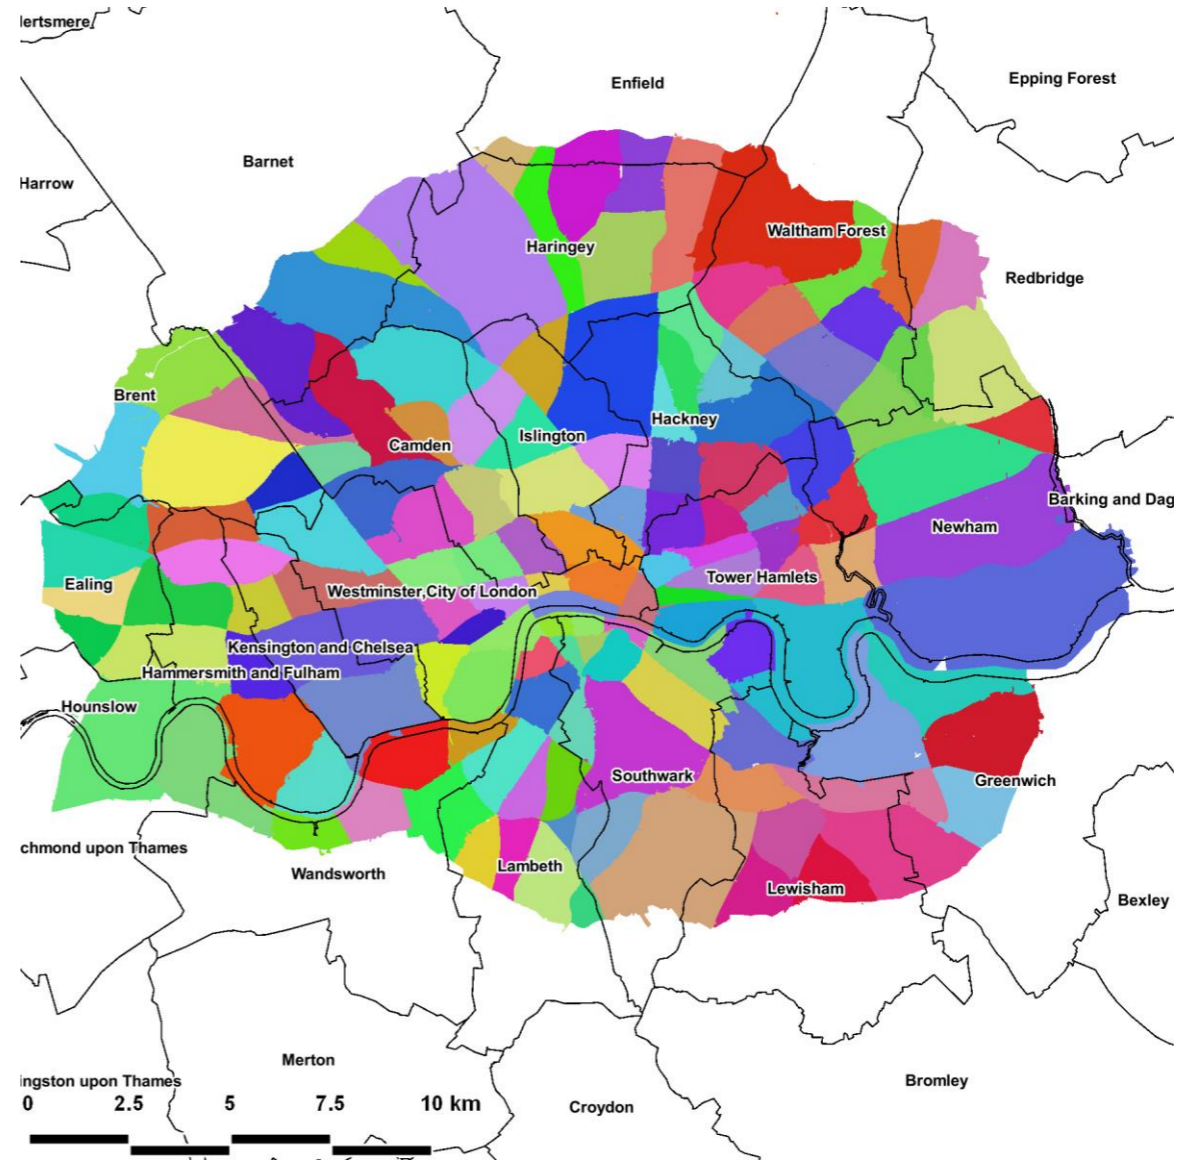 lertsmere
Enfield
Epping Forest
Barnet
Harrow
Waltham Forest
Haringey
Redbridge
Brent
Hackney
Islington
Camden
Barking and Dag
Newham
Tower Hamlets
Ealing
Westminster,City of London
Kensington and Chelsea
Hammersmith and Fulham
Hounslow
Southwark
Greenwich
chmond upon Thames
Lambeth
Wandsworth
Lewisham
Bexley
Merton
ingston upon Thames
Bromley
0 2.5 5 7.5 10 km
Croydon